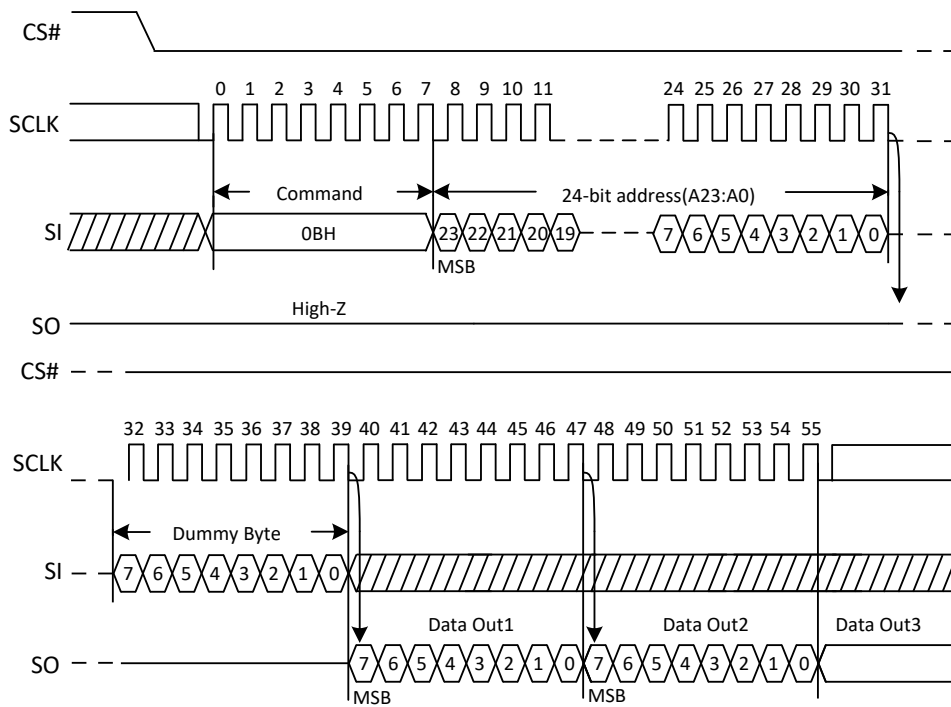 CS#
0 1 2 3 4 5 6 7 8 9 10 11 24 25 26 27 28 29 30 31
SCLK
Command 24-bit address(A23:A0)
SI 0BH 23 22 21 20 19 7 6 5 4 3 2 1 0
MSB
High-Z
SO
CS#
32 33 34 35 36 37 38 39 40 41 42 43 44 45 46 47 48 49 50 51 52 53 54 55
SCLK
Dummy Byte
SI 7 6 5 4 3 2 1 0
Data Out1 Data Out2 Data Out3
SO 7 6 5 4 3 2 1 0 7 6 5 4 3 2 1 0
MSB MSB